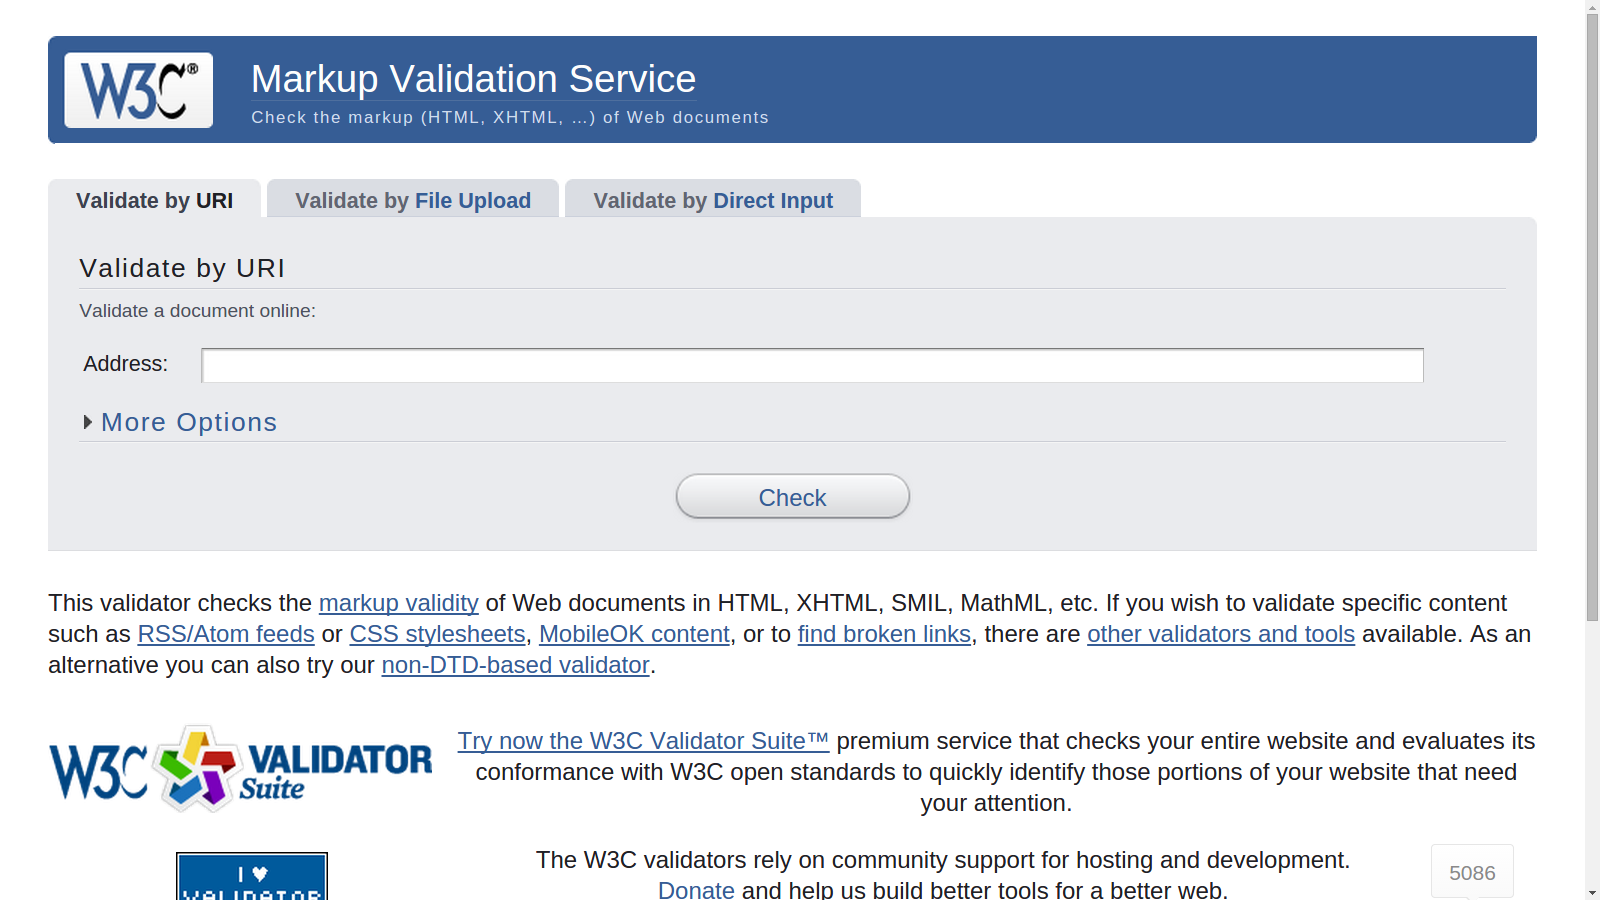 W3C®
Markup Validation Service
Check the markup (HTML, XHTML, …) of Web documents
Validate by URI
Validate by File Upload
Validate by Direct Input
Validate by URI
Validate a document online:
Address:
More Options
Check
This validator checks the markup validity of Web documents in HTML, XHTML, SMIL, MathML, etc. If you wish to validate specific content
such as RSS/Atom feeds or CSS stylesheets, MobileOK content, or to find broken links, there are other validators and tools available. As an
alternative you can also try our non-DTD-based validator.
W3C VALIDATOR
Suite
Try now the W3C Validator Suite™ premium service that checks your entire website and evaluates its
conformance with W3C open standards to quickly identify those portions of your website that need
your attention.
I ♥
VALIDATOR
The W3C validators rely on community support for hosting and development.
Donate and help us build better tools for a better web.
5086